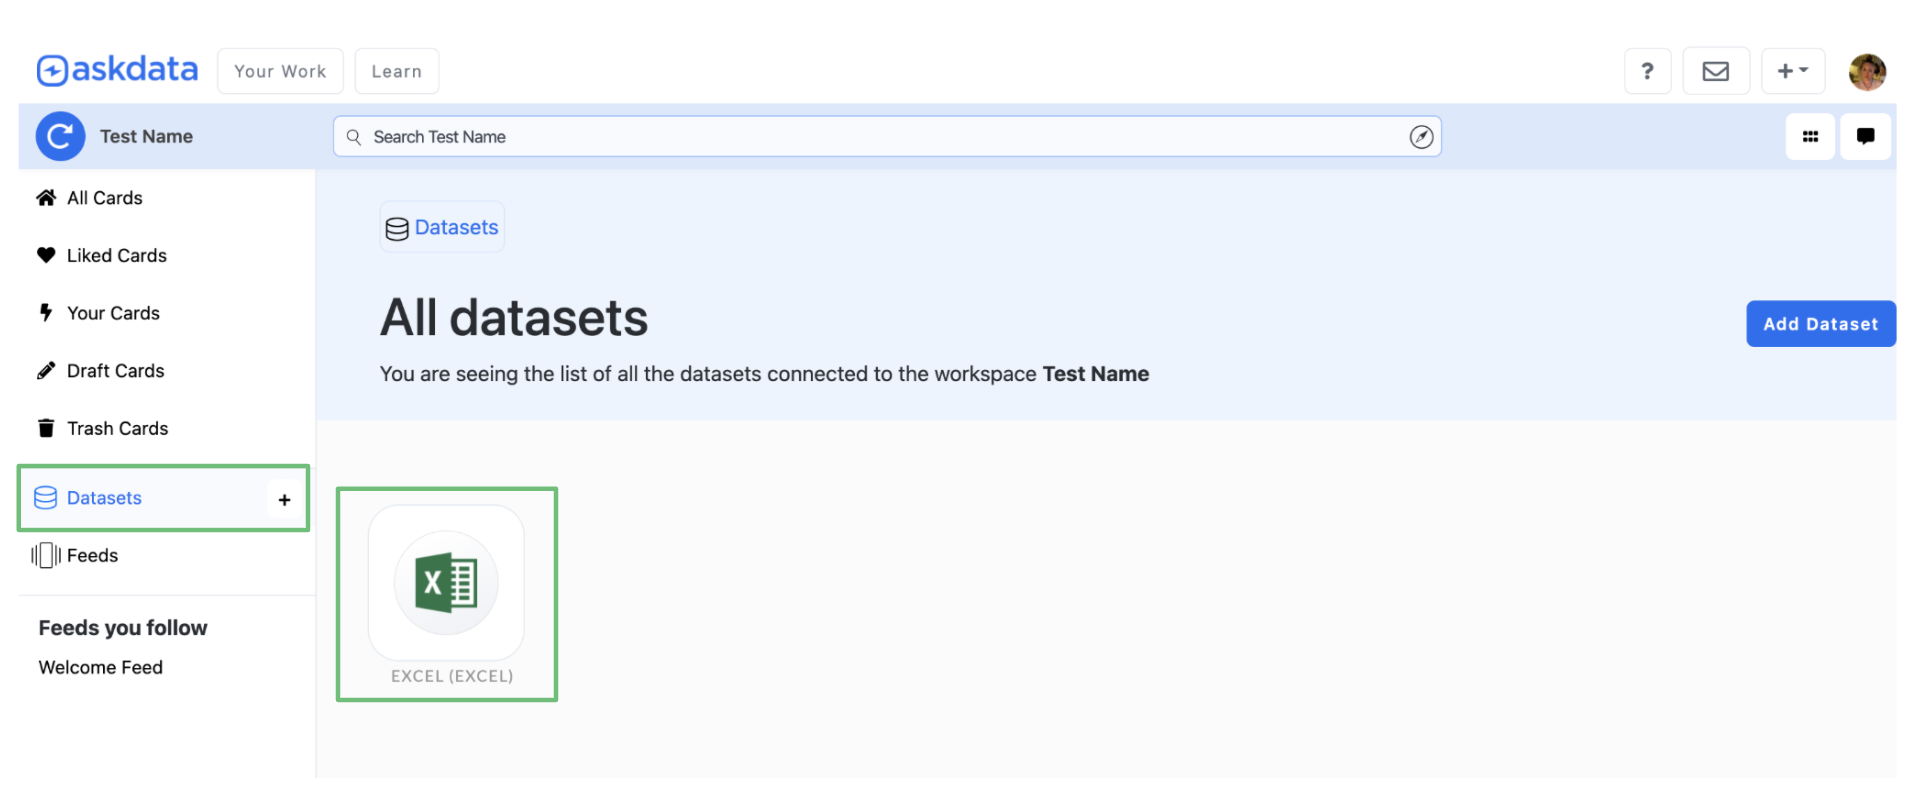 askdata
Your Work
Learn
?
Test Name
Search Test Name
All Cards
Liked Cards
Your Cards
Draft Cards
Trash Cards
Datasets
+
Feeds
Feeds you follow
Welcome Feed
Datasets
All datasets
You are seeing the list of all the datasets connected to the workspace Test Name
Add Dataset
X
EXCEL (EXCEL)